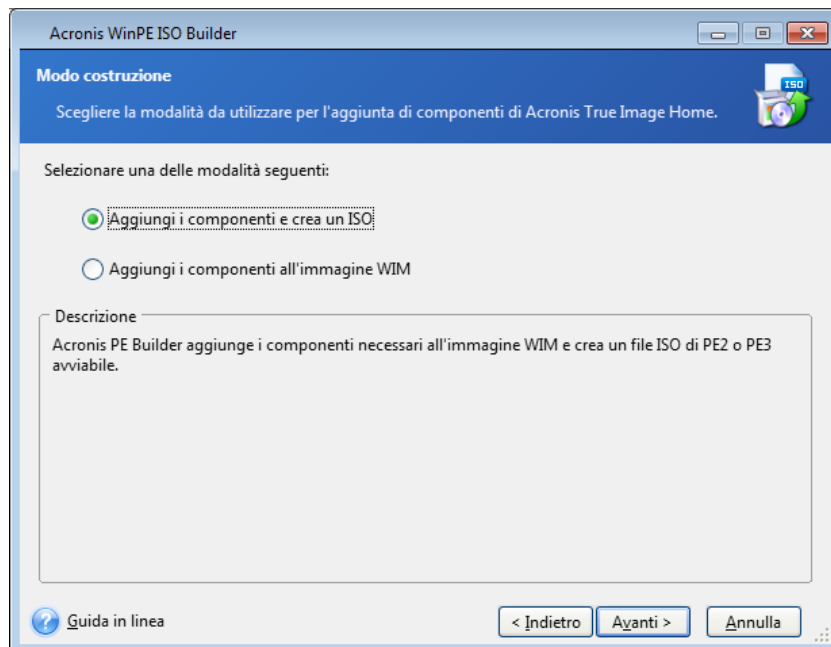 Acronis WinPE ISO Builder
Modo costruzione
Scegliere la modalità da utilizzare per l'aggiunta di componenti di Acronis True Image Home.
ISO
Selezionare una delle modalità seguenti:
Aggiungi i componenti e crea un ISO
Aggiungi i componenti all'immagine WIM
Descrizione
Acronis PE Builder aggiunge i componenti necessari all'immagine WIM e crea un file ISO di PE2 o PE3
avviabile.
Guida in linea
< Indietro
Avanti >
Annulla